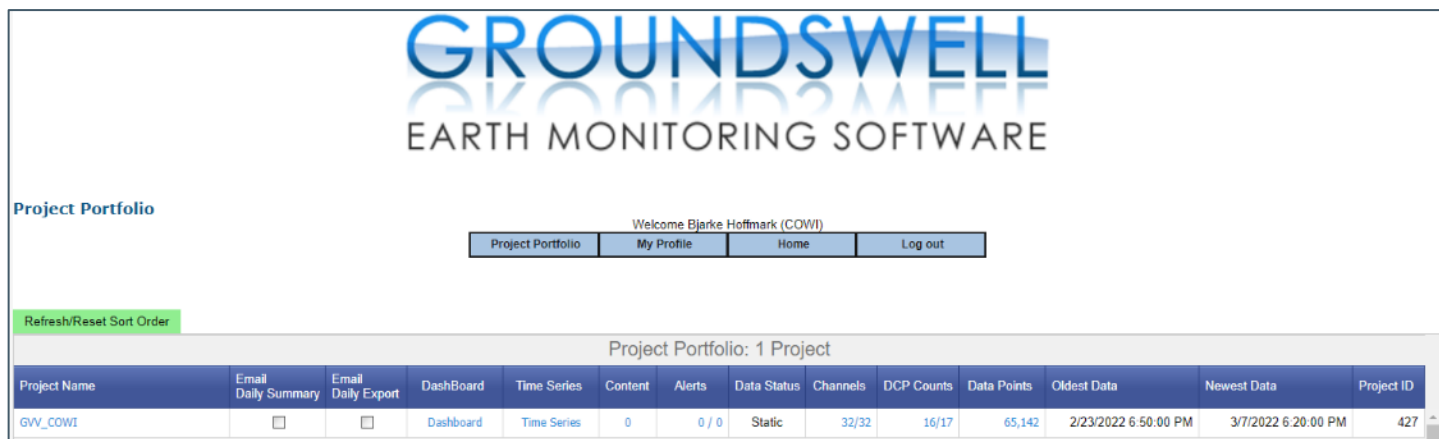 GROUNDSWELL
EARTH MONITORING SOFTWARE
Project Portfolio
Welcome Bjarke Hoffmark (COWI)
Project Portfolio My Profile Home Log out
Refresh/Reset Sort Order
Project Portfolio: 1 Project
Project Name Email Daily Summary Email Daily Export DashBoard Time Series Content Alerts Data Status Channels DCP Counts Data Points Oldest Data Newest Data Project ID
GVV_COWI Dashboard Time Series 0 0 / 0 Static 32/32 16/17 65,142 2/23/2022 6:50:00 PM 3/7/2022 6:20:00 PM 427